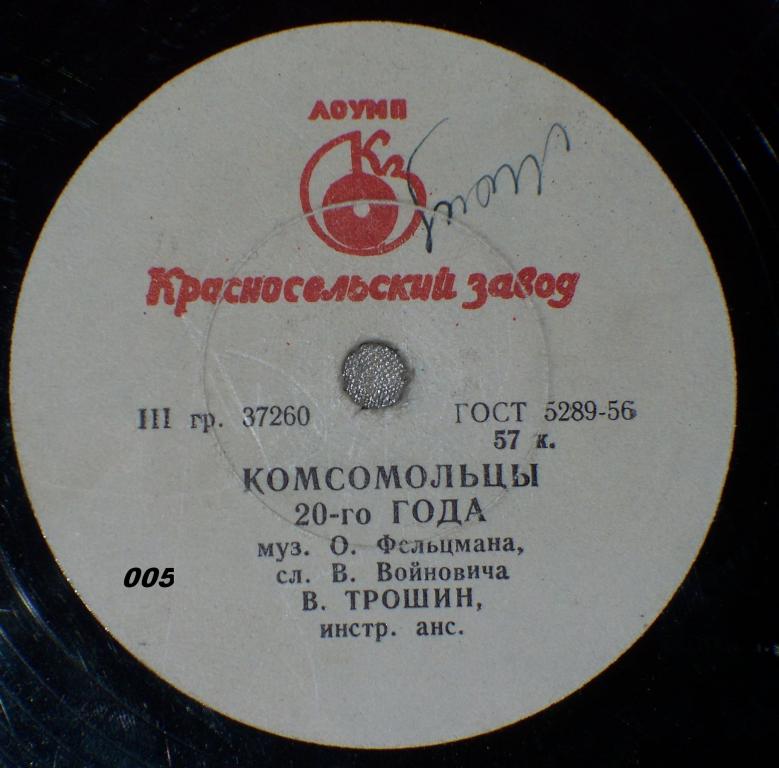 ЛОУМП
Кз
Красносельский завод
III гр. 37260 ГОСТ 5289-56
57 к.
КОМСОМОЛЬЦЫ
20-го ГОДА
муз. О. Фельцмана,
сл. В. Войновича
005
В. ТРОШИН,
инстр. анс.